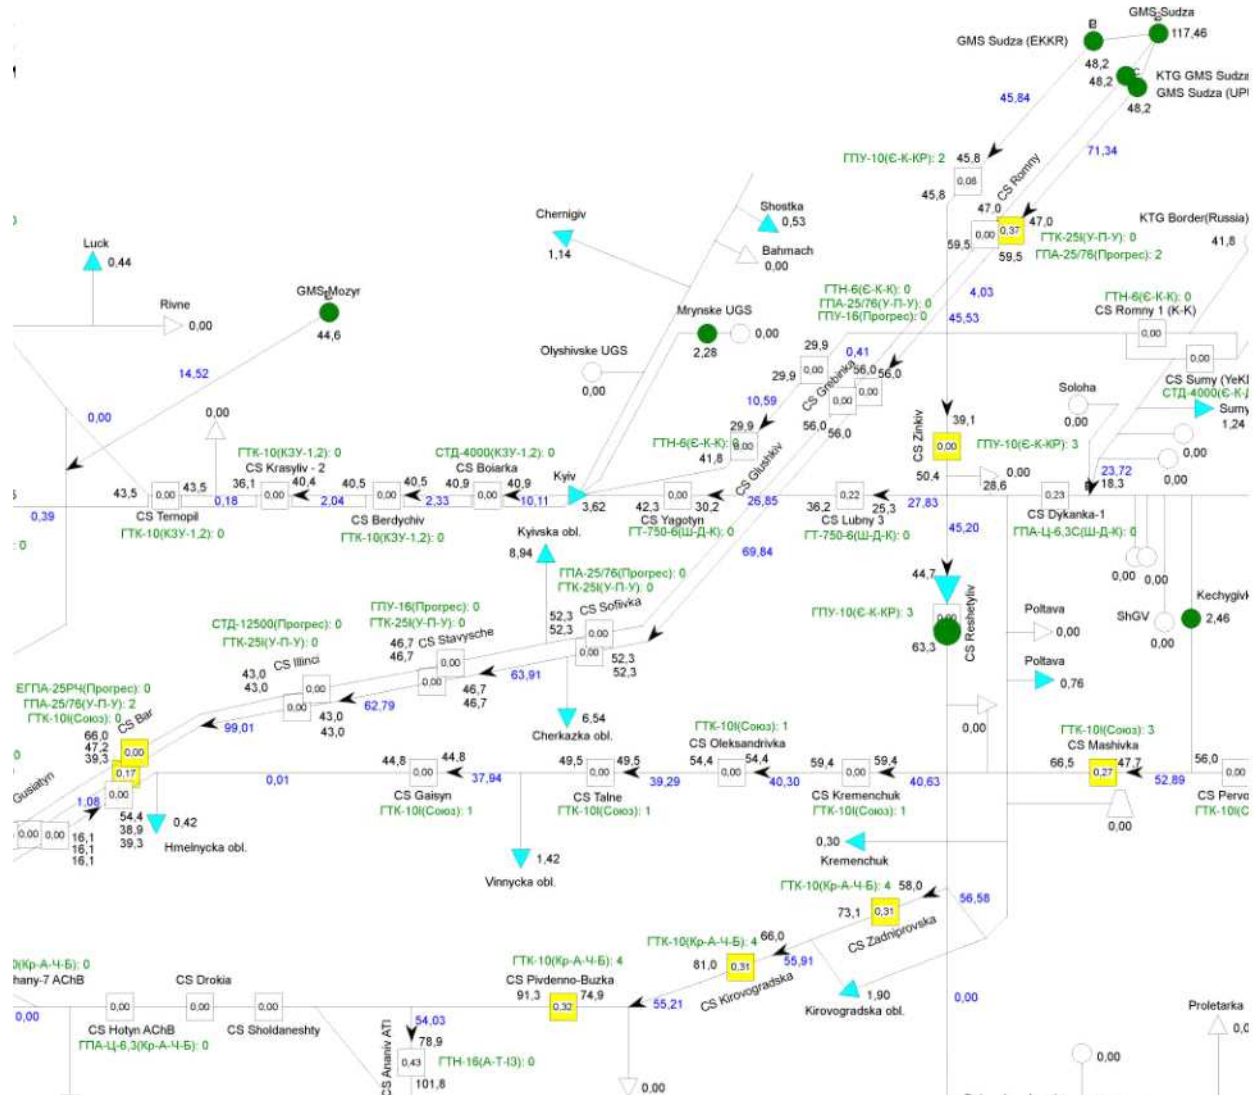 GMS Sudza
117,46
GMS Sudza (EKKR)
48,2
48,2
KTG GMS Sudza
GMS Sudza (UPU
48,2
45,84
71,34
ГПУ-10(Є-К-КР): 2
45,8
0,06
45,8
CS Romny
47,0
47,0
0,00
0,37
59,5
59,5
ГТК-25І(У-П-У): 0
ГПА-25/76(Прогрес): 2
KTG Border(Russia)
41,8
Shostka
0,53
Bahmach
0,00
Chernigiv
1,14
Luck
0,44
Rivne
0,00
GMS Mozyr
44,6
14,52
0,00
0,00
Mrynske UGS
0,00
2,28
Olyshivske UGS
0,00
ГТН-6(Є-К-К): 0
ГПА-25/76(У-П-У): 0
ГПУ-16(Прогрес): 0
4,03
45,53
29,9
0,41
0,00
29,9
CS Grebinka
56,0
56,0
0,00
0,00
56,0
56,0
10,59
29,9
ГТН-6(Є-К-К): 0
0,00
41,8
CS Glushkiv
ГТН-6(Є-К-К): 0
CS Romny 1 (K-K)
0,00
0,00
CS Sumy (YeKI
СТД-4000(Є-К-Д
Sumy
1,24
Soloha
0,00
0,00
23,72
18,3
39,1
CS Zinkiv
0,00
50,4
ГПУ-10(Є-К-КР): 3
0,00
28,6
0,23
CS Dykanka-1
ГПА-Ц-6,3С(Ш-Д-К): 0
27,83
0,22
36,2
25,3
CS Lubny 3
ГТ-750-6(Ш-Д-К): 0
26,85
0,00
42,3
30,2
CS Yagotyn
ГТ-750-6(Ш-Д-К): 0
Kyiv
3,62
10,11
40,9
СТД-4000(КЗУ-1,2): 0
CS Boiarka
40,9
0,00
2,33
40,5
40,5
0,00
CS Berdychiv
ГТК-10(КЗУ-1,2): 0
2,04
ГТК-10(КЗУ-1,2): 0
CS Krasyliv - 2
36,1
40,4
0,00
0,18
43,5
43,5
0,00
CS Ternopil
ГТК-10(КЗУ-1,2): 0
0,39
Kyivska obl.
8,94
69,84
45,20
44,7
ГПУ-10(Є-К-КР): 3
63,3
CS Reshetyliv
0,00
0,00
ShGV
0,00
Kechygivk
2,46
Poltava
0,00
Poltava
0,76
ГПА-25/76(Прогрес): 0
ГТК-25І(У-П-У): 0
CS Sofiivka
52,3
52,3
0,00
0,00
52,3
52,3
63,91
ГПУ-16(Прогрес): 0
ГТК-25І(У-П-У): 0
CS Stavysche
46,7
46,7
0,00
0,00
46,7
46,7
62,79
СТД-12500(Прогрес): 0
ГТК-25І(У-П-У): 0
CS Illinci
43,0
43,0
0,00
0,00
43,0
43,0
99,01
ЕГПА-25РЧ(Прогрес): 0
ГПА-25/76(У-П-У): 2
ГТК-10І(Союз): 0
CS Bar
66,0
47,2
39,3
0,00
0,17
0,00
54,4
38,9
39,3
1,08
Gusiatyn
0,00
0,00
16,1
16,1
16,1
0,42
Hmelnycka obl.
0,01
Cherkazka obl.
6,54
44,8
44,8
0,00
CS Gaisyn
ГТК-10І(Союз): 1
37,94
49,5
49,5
0,00
CS Talne
ГТК-10І(Союз): 1
39,29
ГТК-10І(Союз): 1
CS Oleksandrivka
54,4
54,4
0,00
40,30
59,4
59,4
0,00
CS Kremenchuk
ГТК-10І(Союз): 1
40,63
ГТК-10І(Союз): 3
CS Mashivka
66,5
47,7
0,27
52,89
56,0
0,00
CS Pervo
ГТК-10І(С
0,00
1,42
Vinnycka obl.
0,30
Kremenchuk
ГТК-10(Кр-А-Ч-Б): 4
58,0
73,1
0,31
CS Zadniprovska
56,58
ГТК-10(Кр-А-Ч-Б): 4
66,0
81,0
0,31
CS Kirovogradska
55,91
1,90
Kirovogradska obl.
0,00
ГТК-10(Кр-А-Ч-Б): 4
CS Pivdenno-Buzka
91,3
74,9
0,32
55,21
0,00
0(Кр-А-Ч-Б): 0
hany-7 AChB
0,00
0,00
CS Hotyn AChB
ГПА-Ц-6,3(Кр-А-Ч-Б): 0
CS Drokia
0,00
0,00
CS Sholdaneshty
54,03
78,9
0,43
ГТН-16(А-Т-ІЗ): 0
101,8
CS Ananiv ATI
Proletarka
0,0
0,00